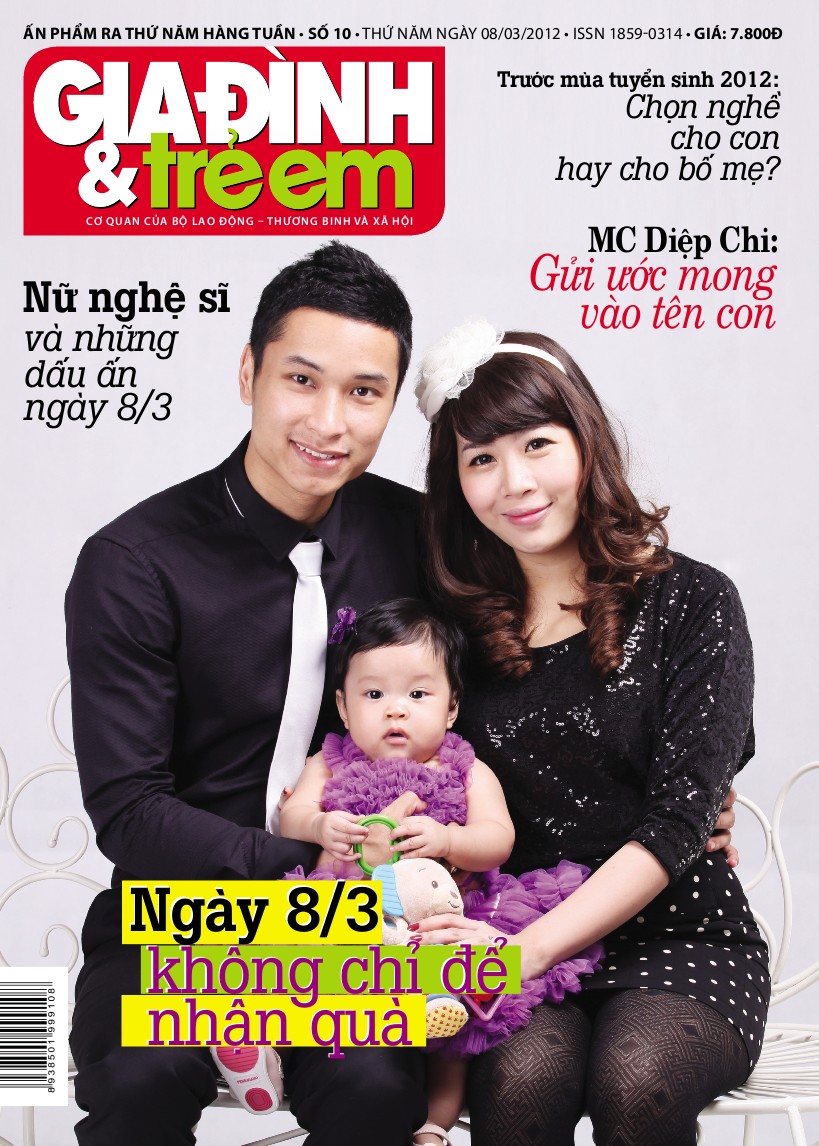 ẤN PHẨM RA THỨ NĂM HÀNG TUẦN • SỐ 10 • THỨ NĂM NGÀY 08/03/2012 • ISSN 1859-0314 • GIÁ: 7.800Đ
GIA ĐÌNH
& trẻ em
CƠ QUAN CỦA BỘ LAO ĐỘNG – THƯƠNG BINH VÀ XÃ HỘI
Trước mùa tuyển sinh 2012:
Chọn nghề
cho con
hay cho bố mẹ?
MC Diệp Chi:
Gửi ước mong
vào tên con
Nữ nghệ sĩ
và những
dấu ấn
ngày 8/3
Ngày 8/3
không chỉ để
nhận quà
8 938501 999108